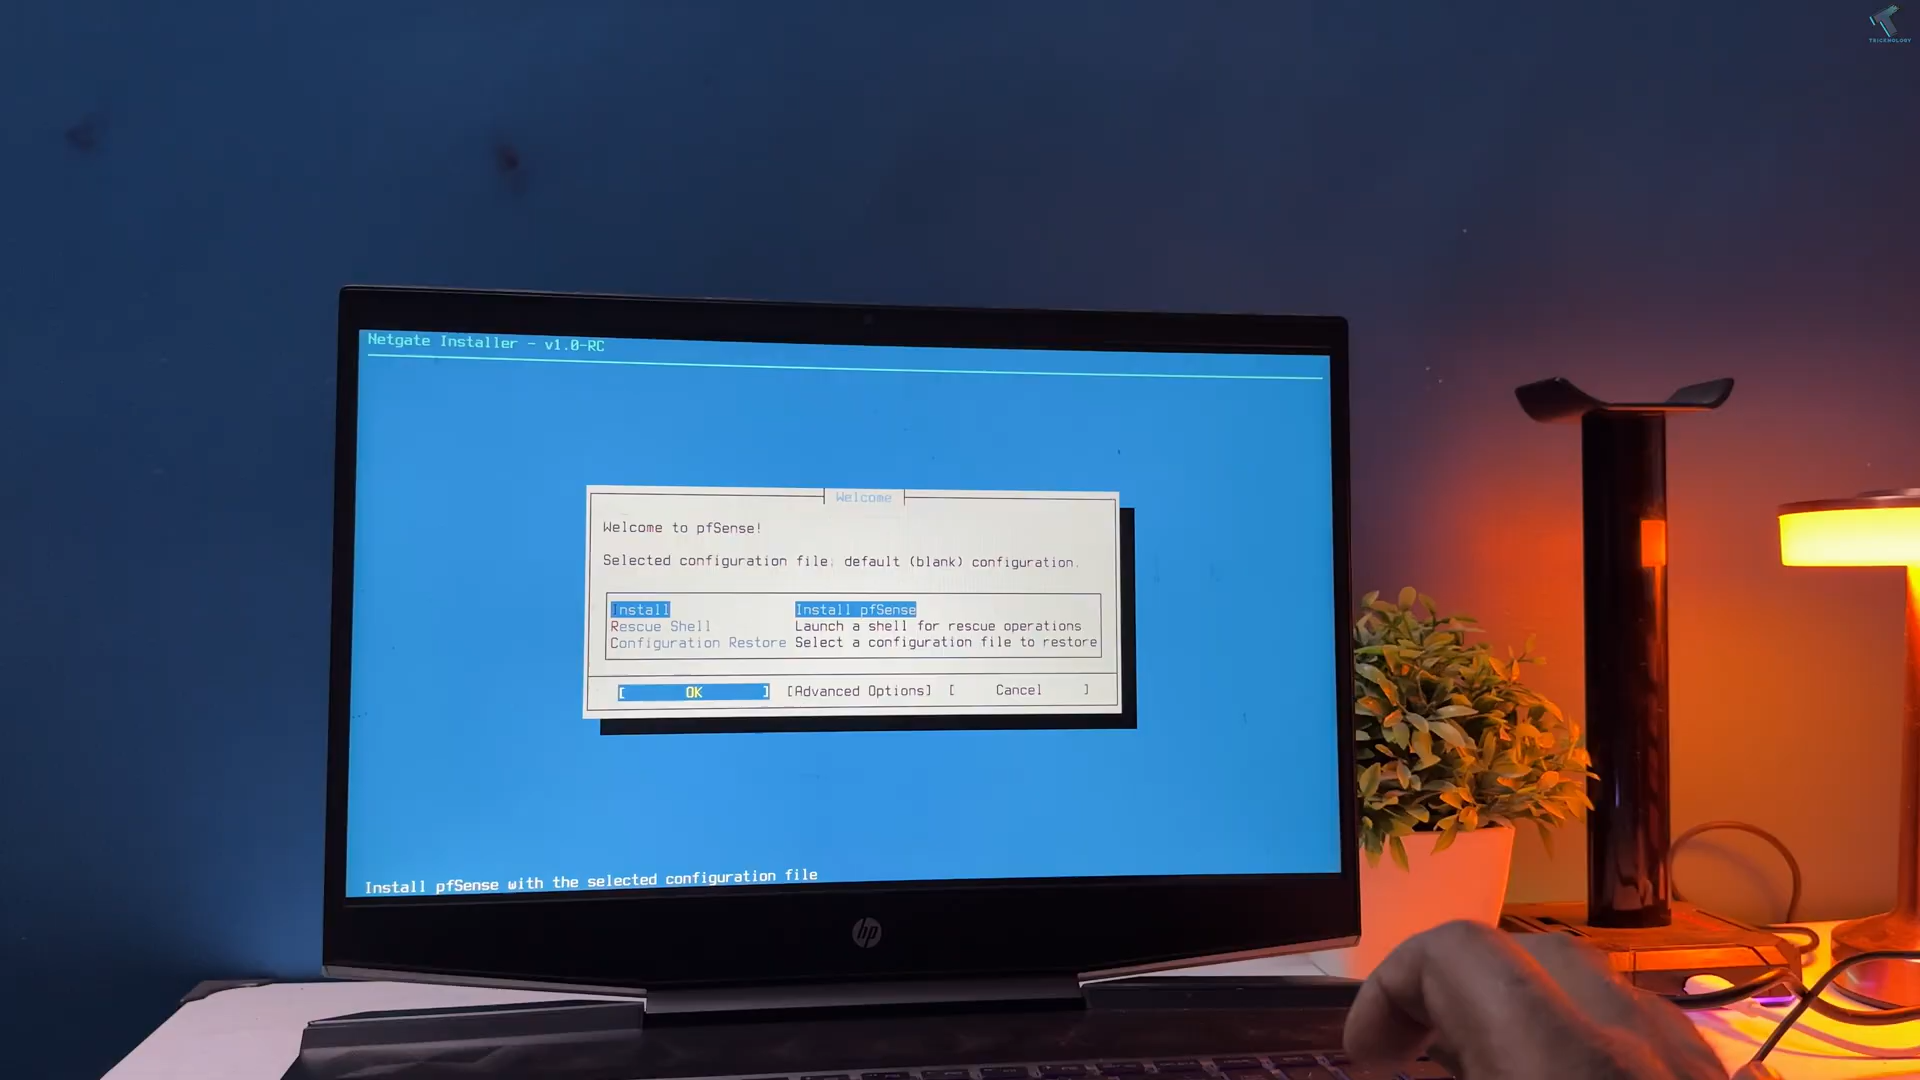 TRICKNOLOGY
Netgate Installer - v1.0-RC
Welcome
Welcome to pfSense!
Selected configuration file: default (blank) configuration.
Install Install pfSense
Rescue Shell Launch a shell for rescue operations
Configuration Restore Select a configuration file to restore
[ OK ] [Advanced Options] [ Cancel ]
Install pfSense with the selected configuration file
hp